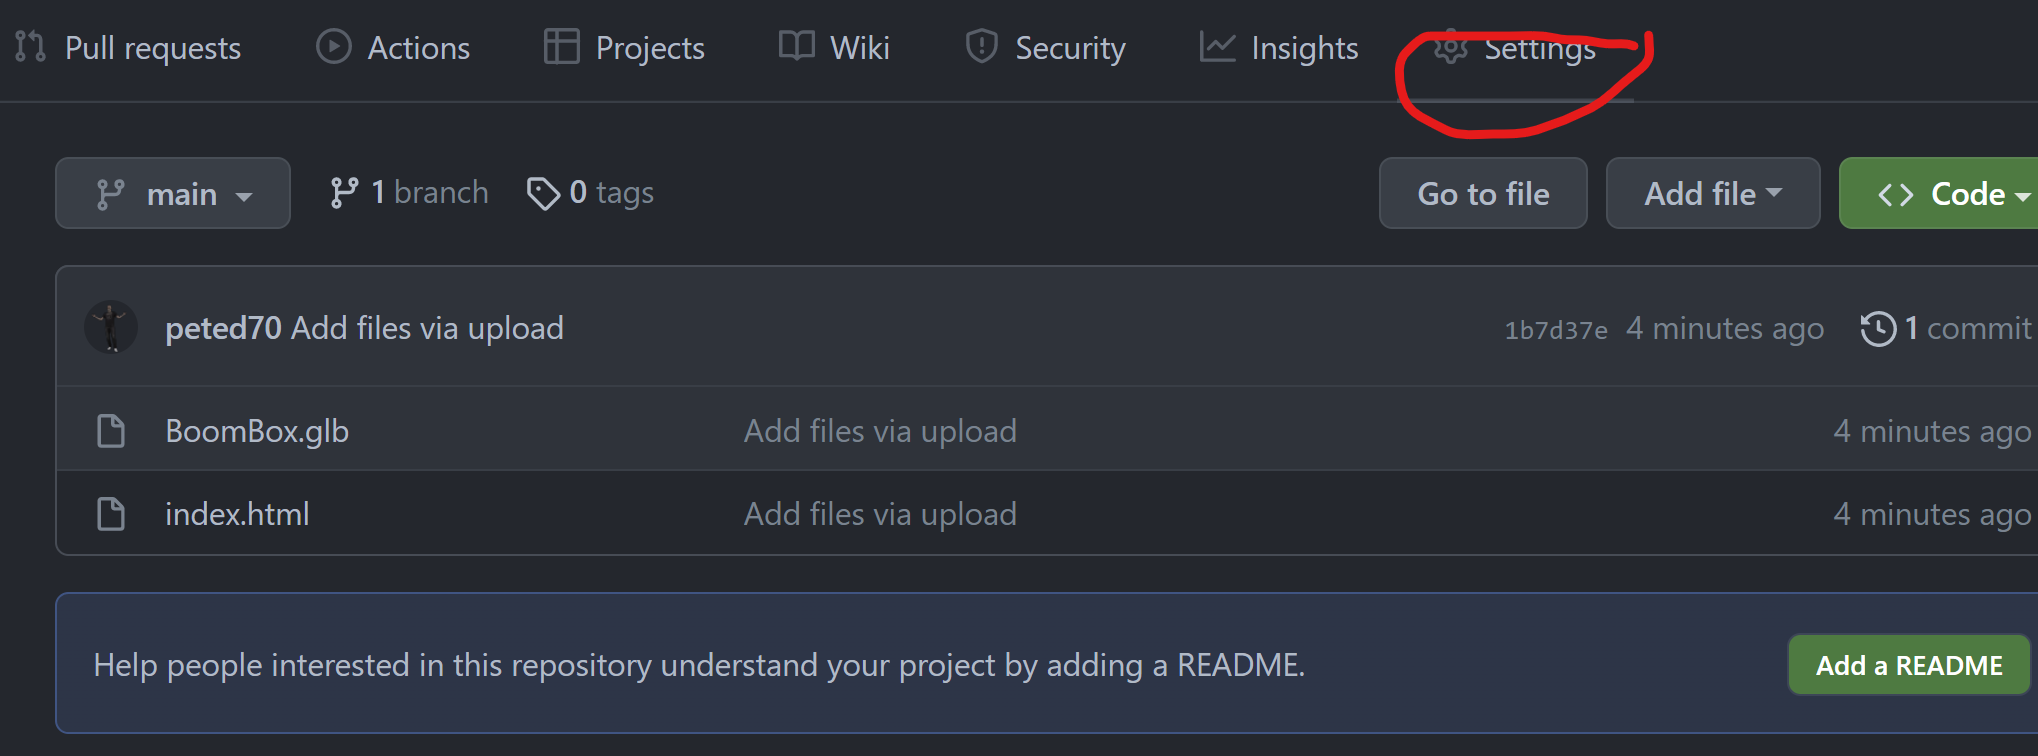 Pull requests Actions Projects Wiki Security Insights Settings
main 1 branch 0 tags Go to file Add file Code
peted70 Add files via upload 1b7d37e 4 minutes ago 1 commit
BoomBox.glb Add files via upload 4 minutes ago
index.html Add files via upload 4 minutes ago
Help people interested in this repository understand your project by adding a README. Add a README